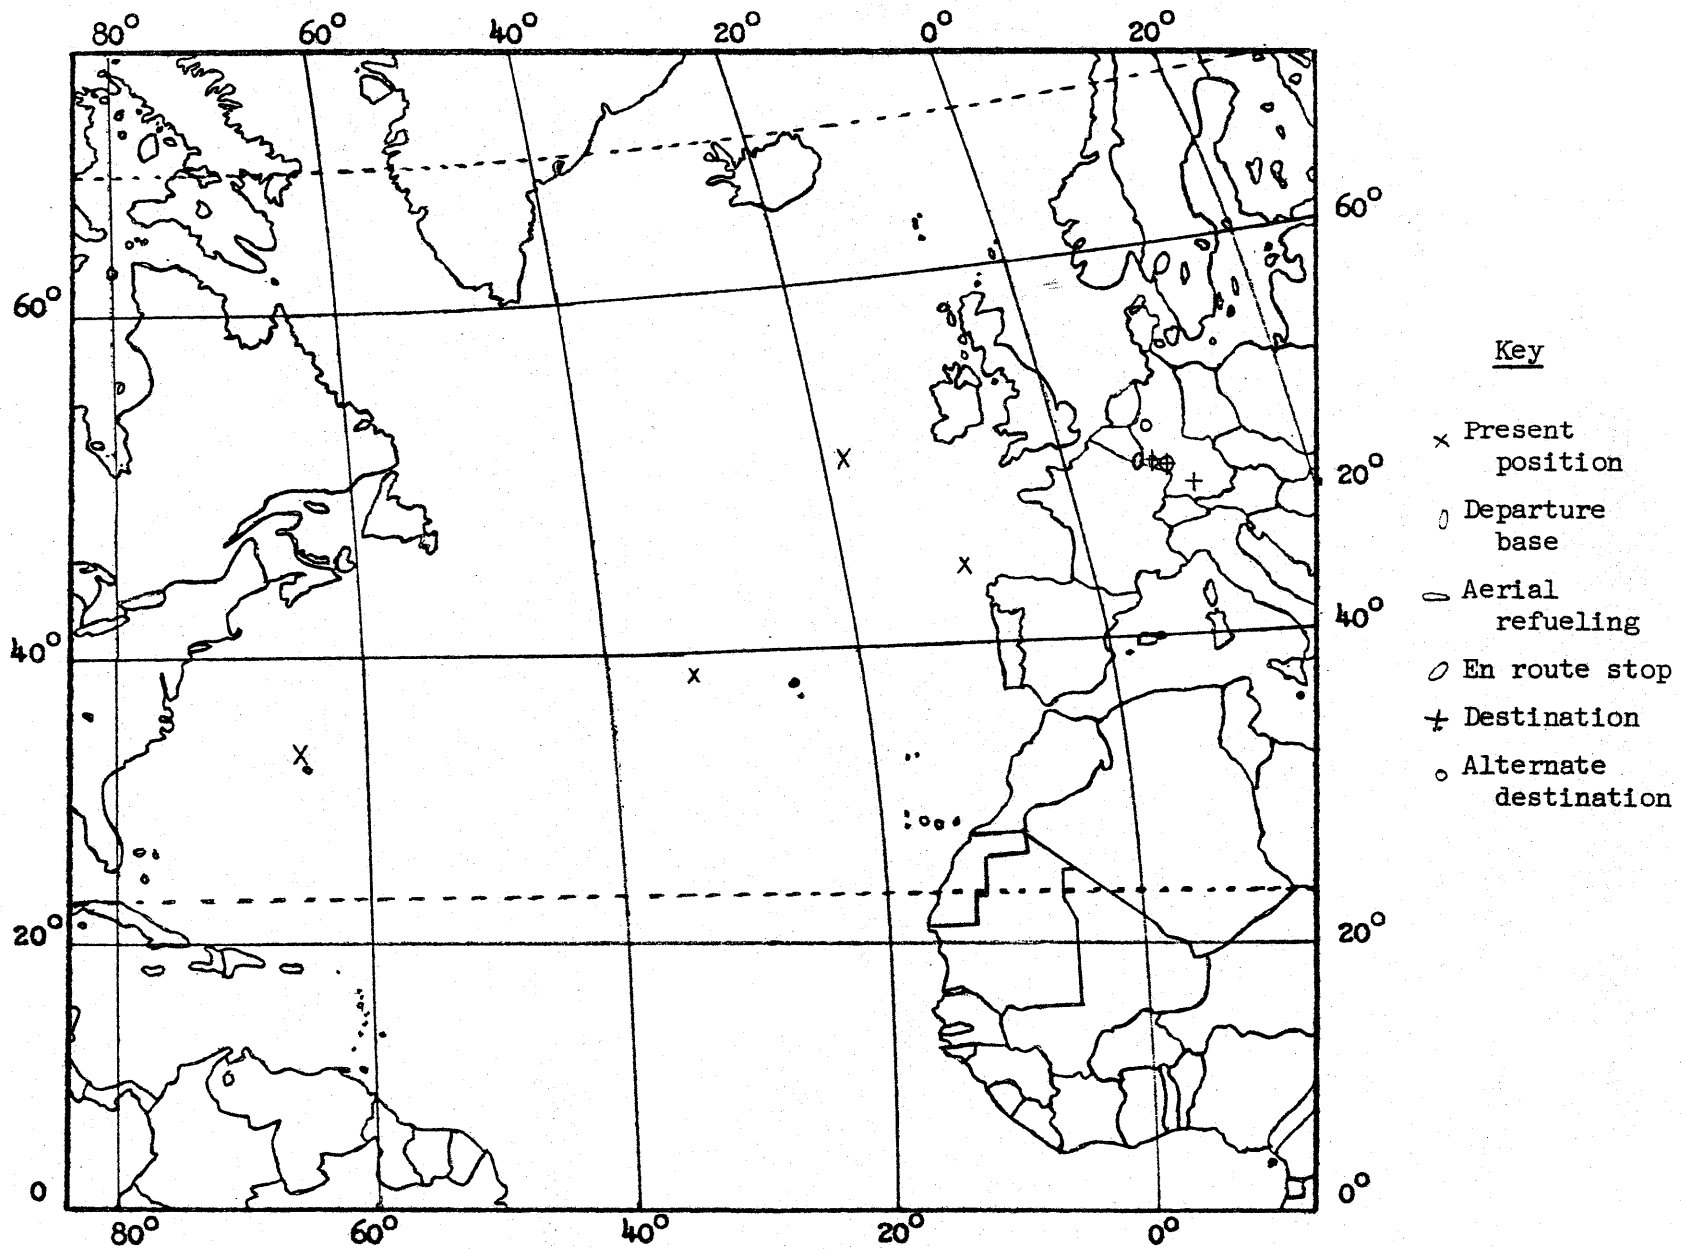 80° 60° 40° 20° 0° 20°
60°
60°
20°
40°
40°
20°
20°
0
0°
80° 60° 40° 20° 0°
Key
x Present
position
Departure
base
Aerial
refueling
En route stop
+ Destination
Alternate
destination